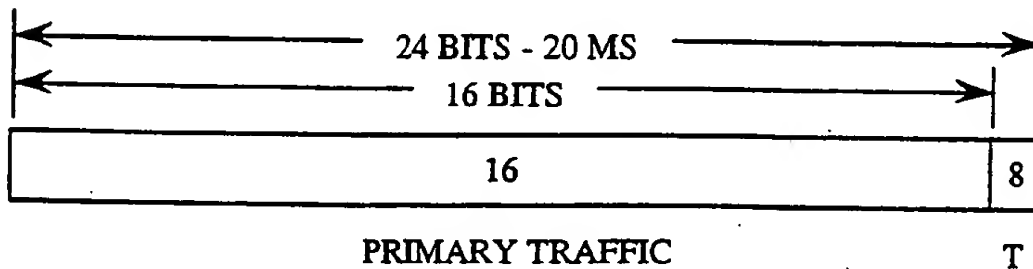 24 BITS - 20 MS
16 BITS
16 8
PRIMARY TRAFFIC T